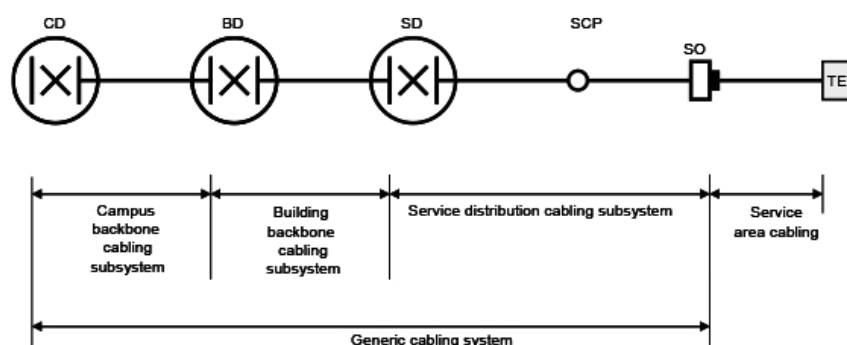 CD BD SD SCP
SO
TE
Campus
backbone
cabling
subsystem
Building
backbone
cabling
subsystem
Service distribution cabling subsystem
Service
area cabling
Generic cabling system